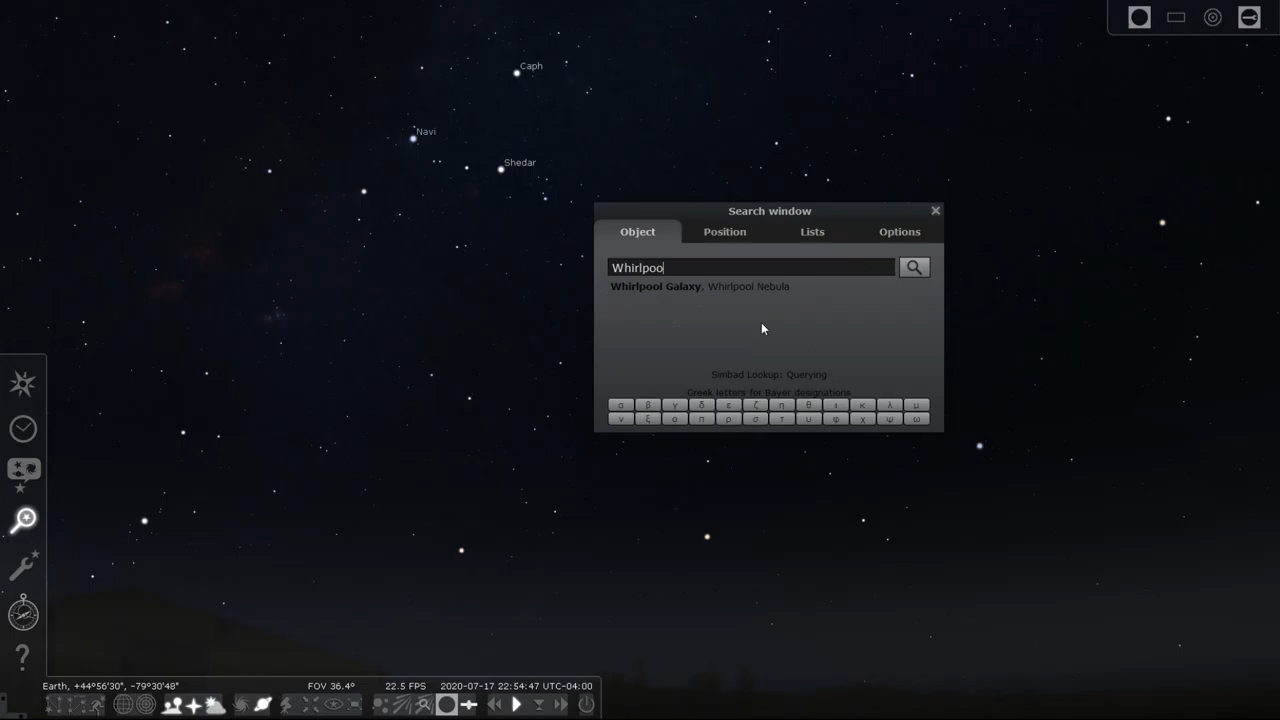 Caph
Navi
Shedar
Search window
Object Position Lists Options
Whirlpoo
Whirlpool Galaxy, Whirlpool Nebula
Simbad Lookup: Querying
Greek letters for Bayer designations
α β γ δ ε ζ η θ ι κ λ μ
ν ξ ο π ρ σ τ υ φ χ ψ ω
?
Earth, +44°56'30", -79°30'48" FOV 36.4° 22.5 FPS 2020-07-17 22:54:47 UTC-04:00